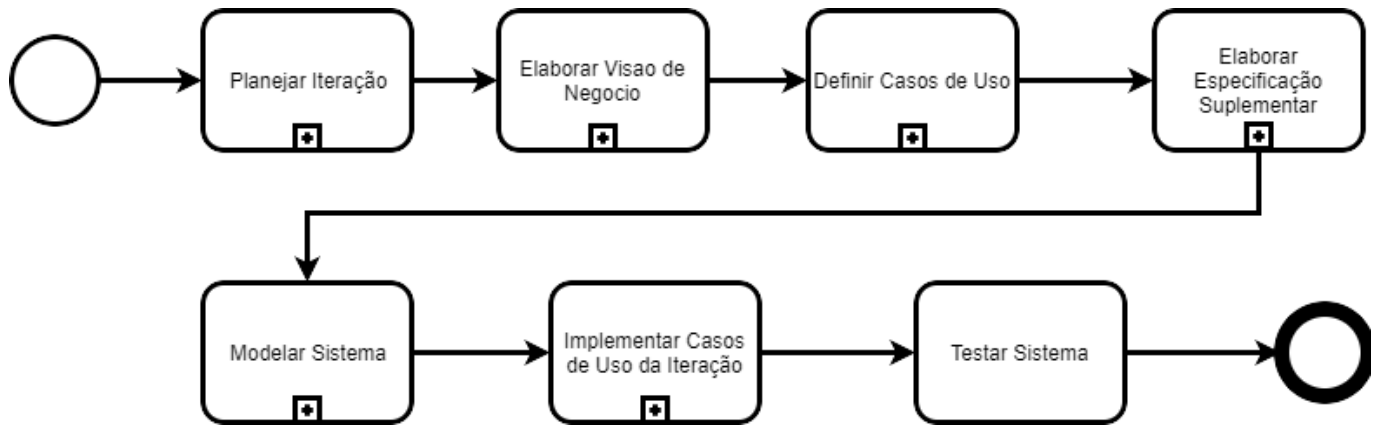 Planejar Iteração
Elaborar Visao de
Negocio
Definir Casos de Uso
Elaborar
Especificação
Suplementar
Modelar Sistema
Implementar Casos
de Uso da Iteração
Testar Sistema